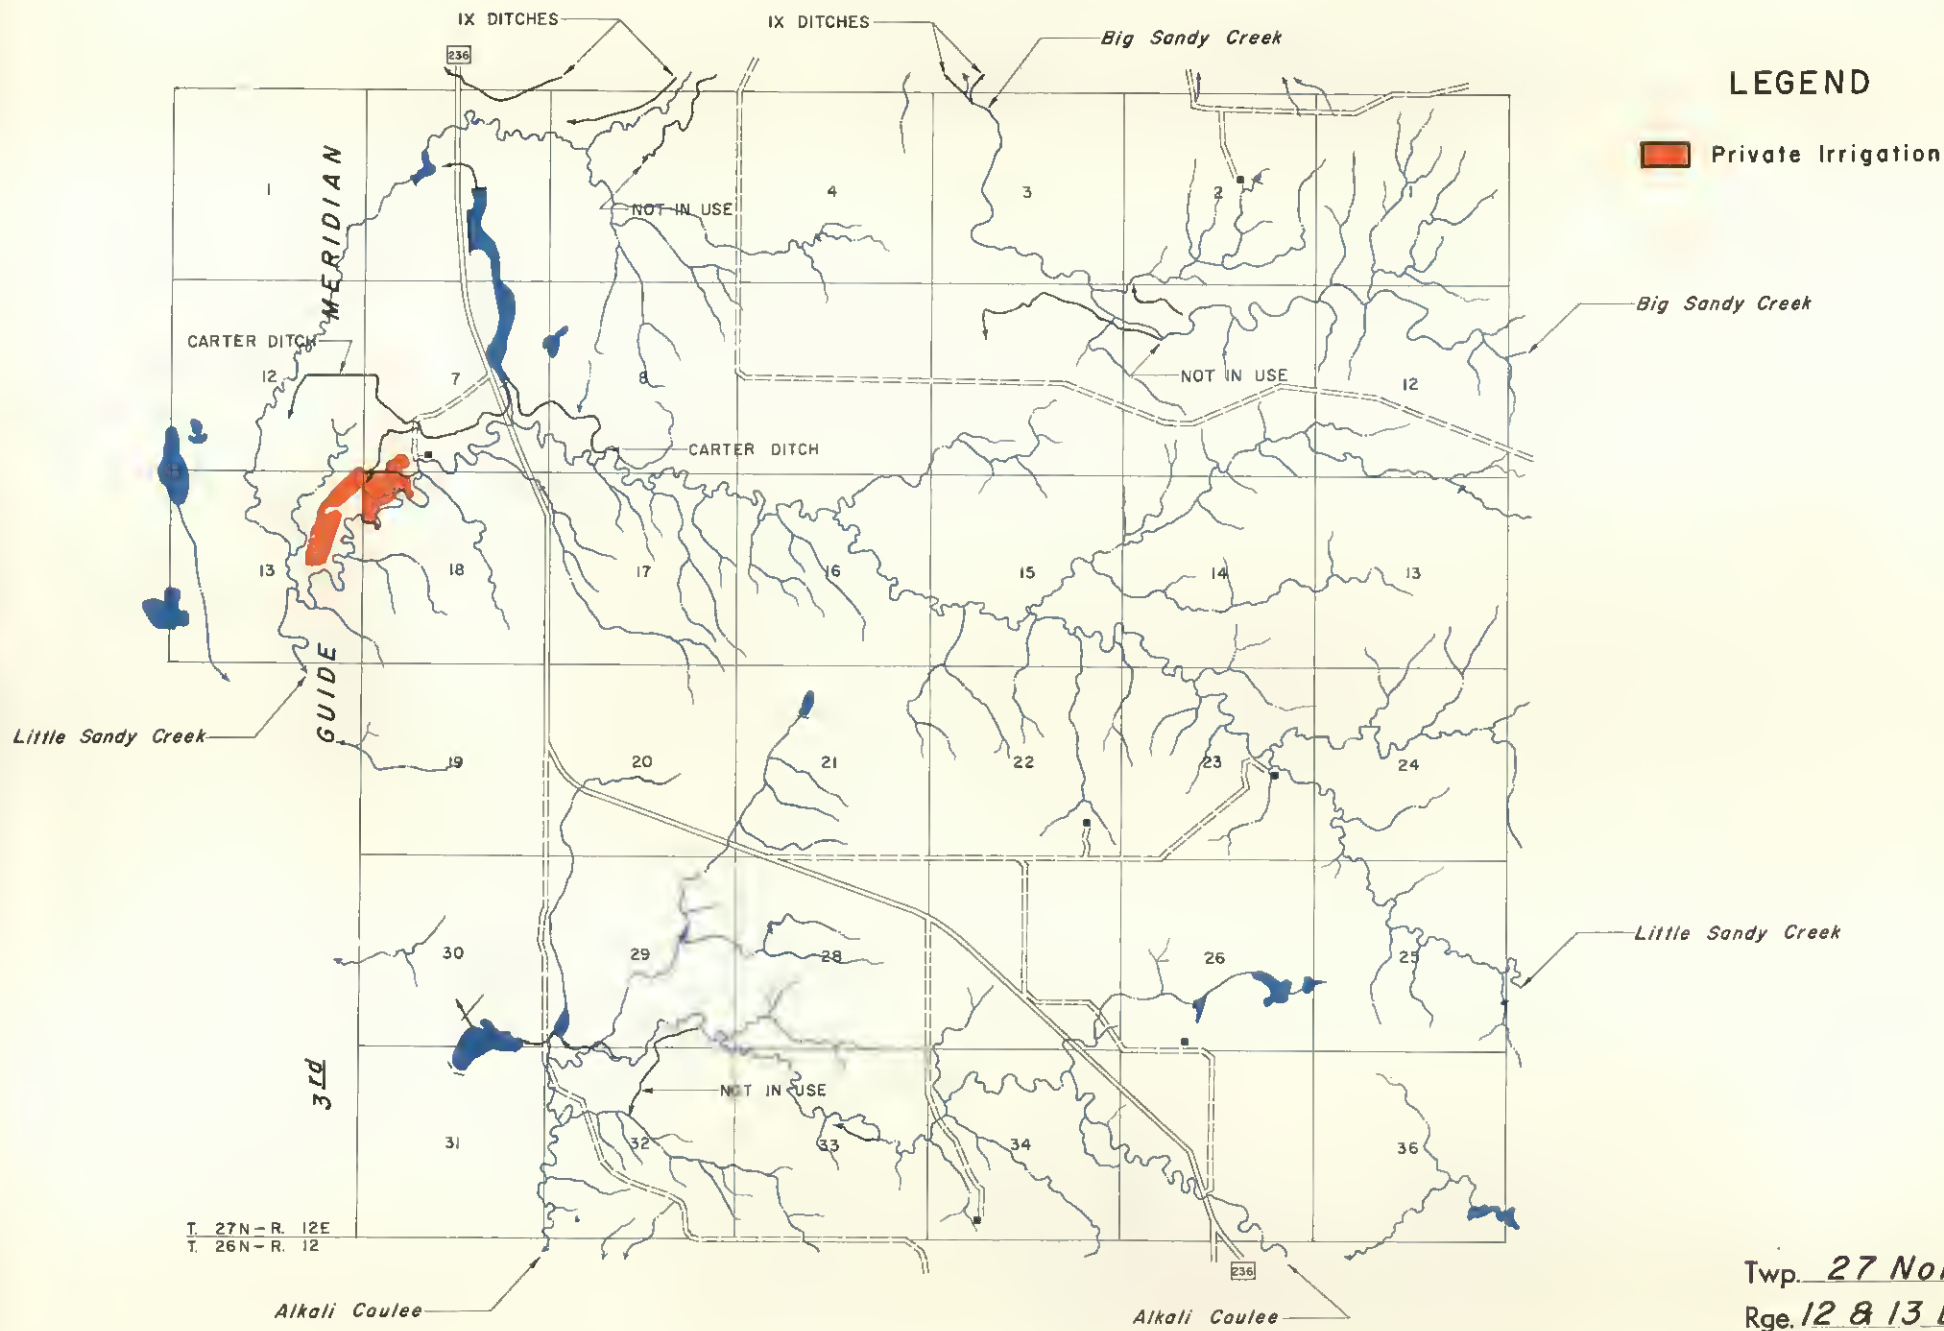 IX DITCHES
IX DITCHES
Big Sandy Creek
236
LEGEND
Private Irrigation
1
4
3
2
1
NOT IN USE
MERIDIAN
Big Sandy Creek
CARTER DITCH
12
7
8
NOT IN USE
12
CARTER DITCH
13
18
17
16
15
14
13
GUIDE
Little Sandy Creek
19
20
21
22
23
24
30
29
28
26
25
Little Sandy Creek
3rd
NOT IN USE
31
32
33
34
36
T. 27N-R. 12E
T. 26N-R. 12
236
Alkali Coulee
Alkali Coulee
Twp. 27
Rge. 12 & 13